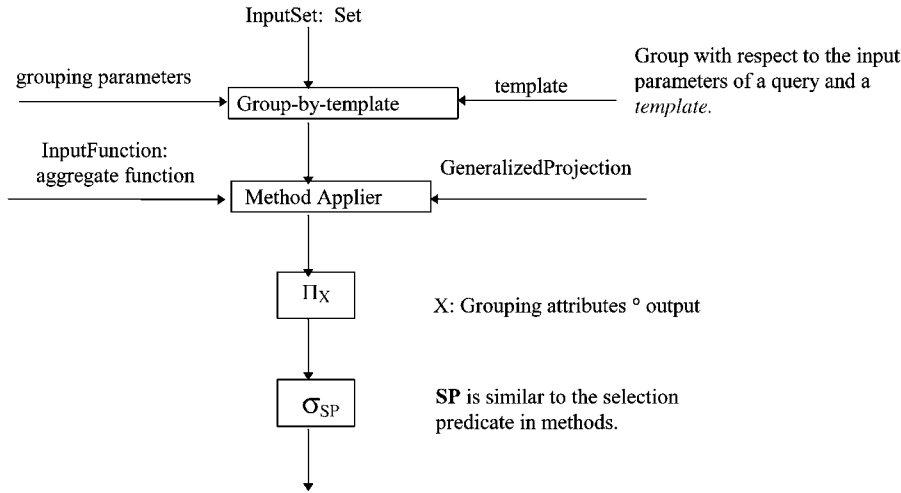 InputSet: Set
grouping parameters
Group-by-template
template
Group with respect to the input
parameters of a query and a
template.
InputFunction:
aggregate function
Method Applier
GeneralizedProjection
Π_X
X: Grouping attributes ° output
σ_SP
SP is similar to the selection
predicate in methods.